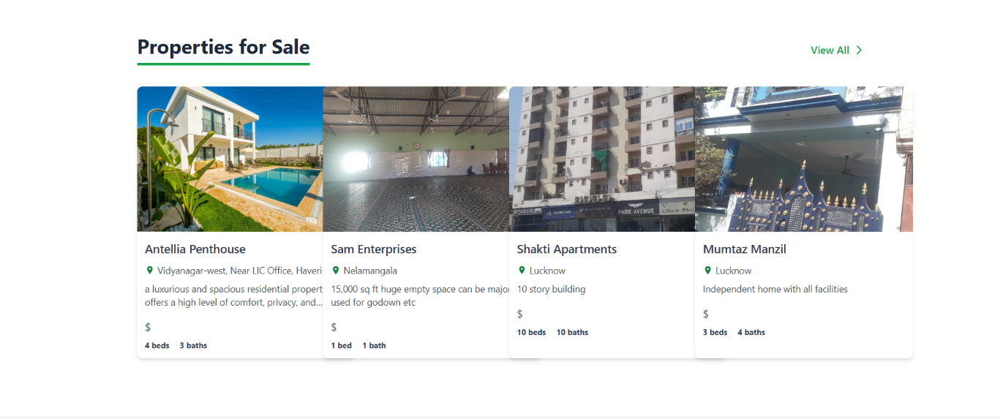 Properties for Sale
View All
FABER
ARROW
PARK AVENUE
LOUIS PHIL
Antellia Penthouse
Vidyanagar-west, Near LIC Office, Haveri-
a luxurious and spacious residential propert
offers a high level of comfort, privacy, and...
$
4 beds 3 baths
Sam Enterprises
Nelamangala
15,000 sq ft huge empty space can be major
used for godown etc
$
1 bed 1 bath
Shakti Apartments
Lucknow
10 story building
$
10 beds 10 baths
Mumtaz Manzil
Lucknow
Independent home with all facilities
$
3 beds 4 baths